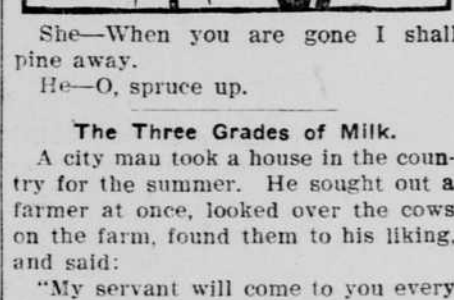 She—When you are gone I shall
pine away.
He—O, spruce up.
The Three Grades of Milk.
A city man took a house in the coun-
try for the summer. He sought out a
farmer at once, looked over the cows
on the farm, found them to his liking,
and said:
"My servant will come to you every